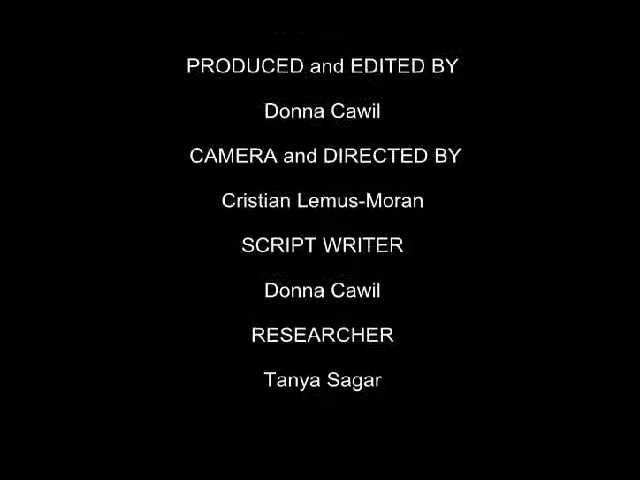 PRODUCED and EDITED BY
Donna Cawil
CAMERA and DIRECTED BY
Cristian Lemus-Moran
SCRIPT WRITER
Donna Cawil
RESEARCHER
Tanya Sagar